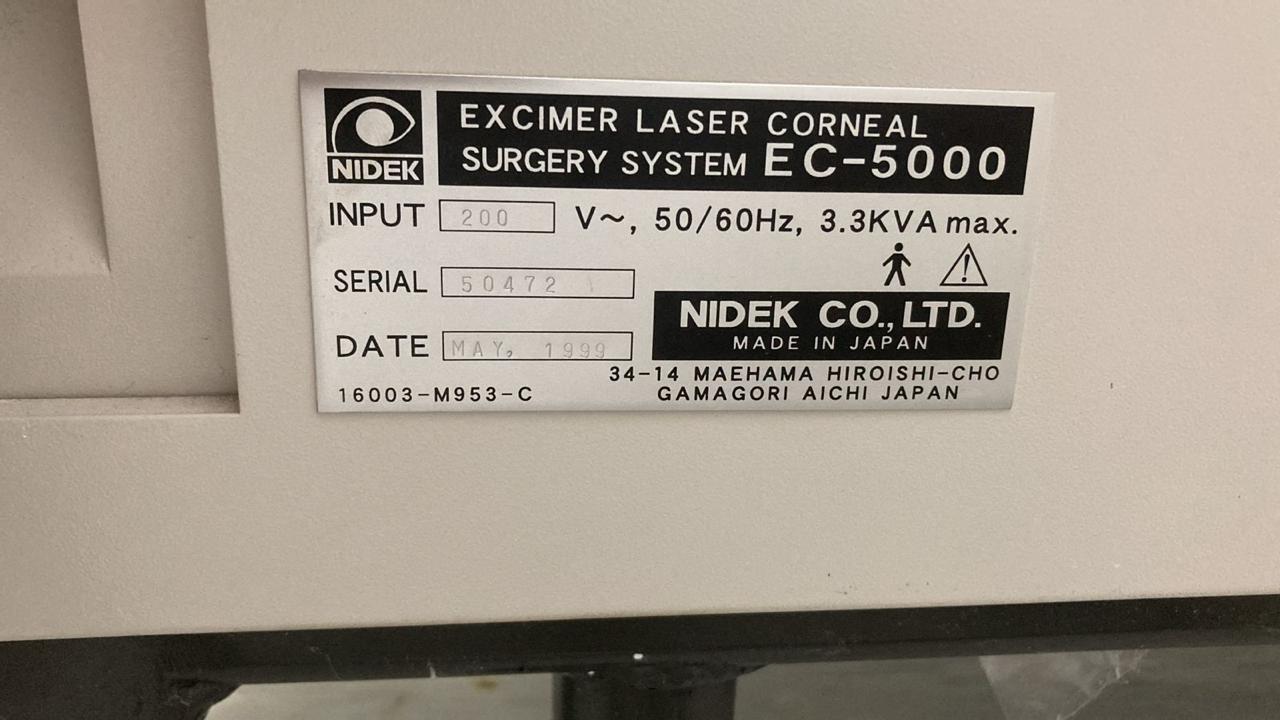 NIDEK
EXCIMER LASER CORNEAL
SURGERY SYSTEM EC-5000
INPUT 200 V~, 50/60Hz, 3.3KVA max.
SERIAL 50472
NIDEK CO., LTD.
MADE IN JAPAN
DATE MAY, 1999
34-14 MAEHAMA HIROISHI-CHO
GAMAGORI AICHI JAPAN
16003-M953-C